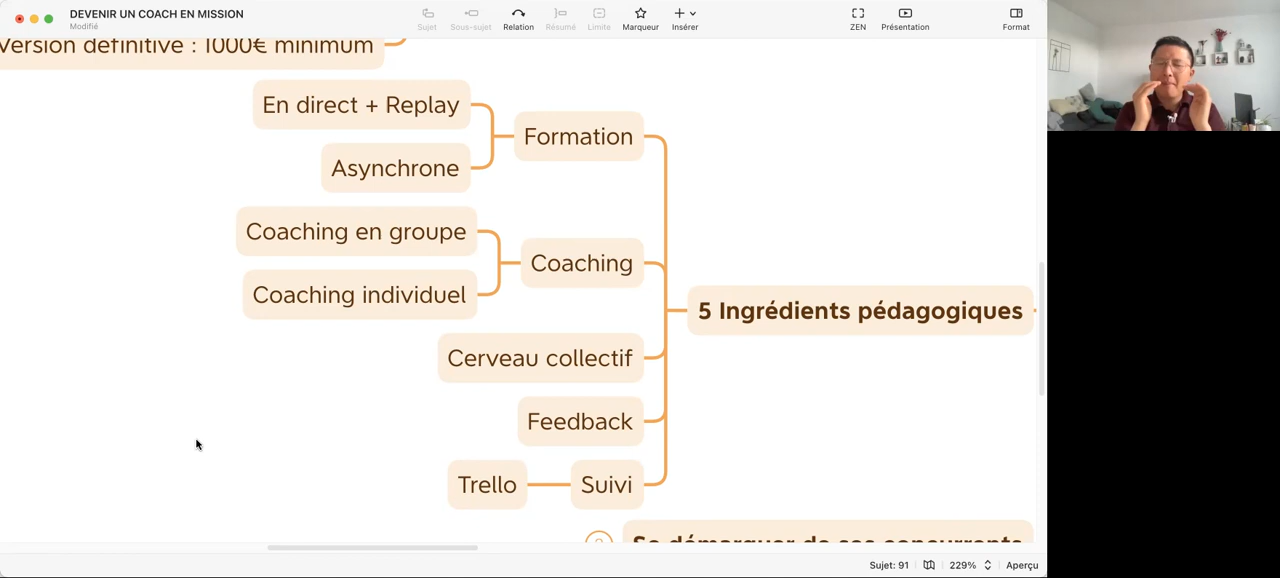 DEVENIR UN COACH EN MISSION
Modifié
Sujet
Sous-sujet
Relation
Résumé
Limite
Marqueur
Insérer
ZEN
Présentation
Format
Version définitive : 1000€ minimum
En direct + Replay
Formation
Asynchrone
Coaching en groupe
Coaching
Coaching individuel
5 Ingrédients pédagogiques
Cerveau collectif
Feedback
Trello
Suivi
Se démarquer de ses concurrents
Sujet: 91
229%
Aperçu